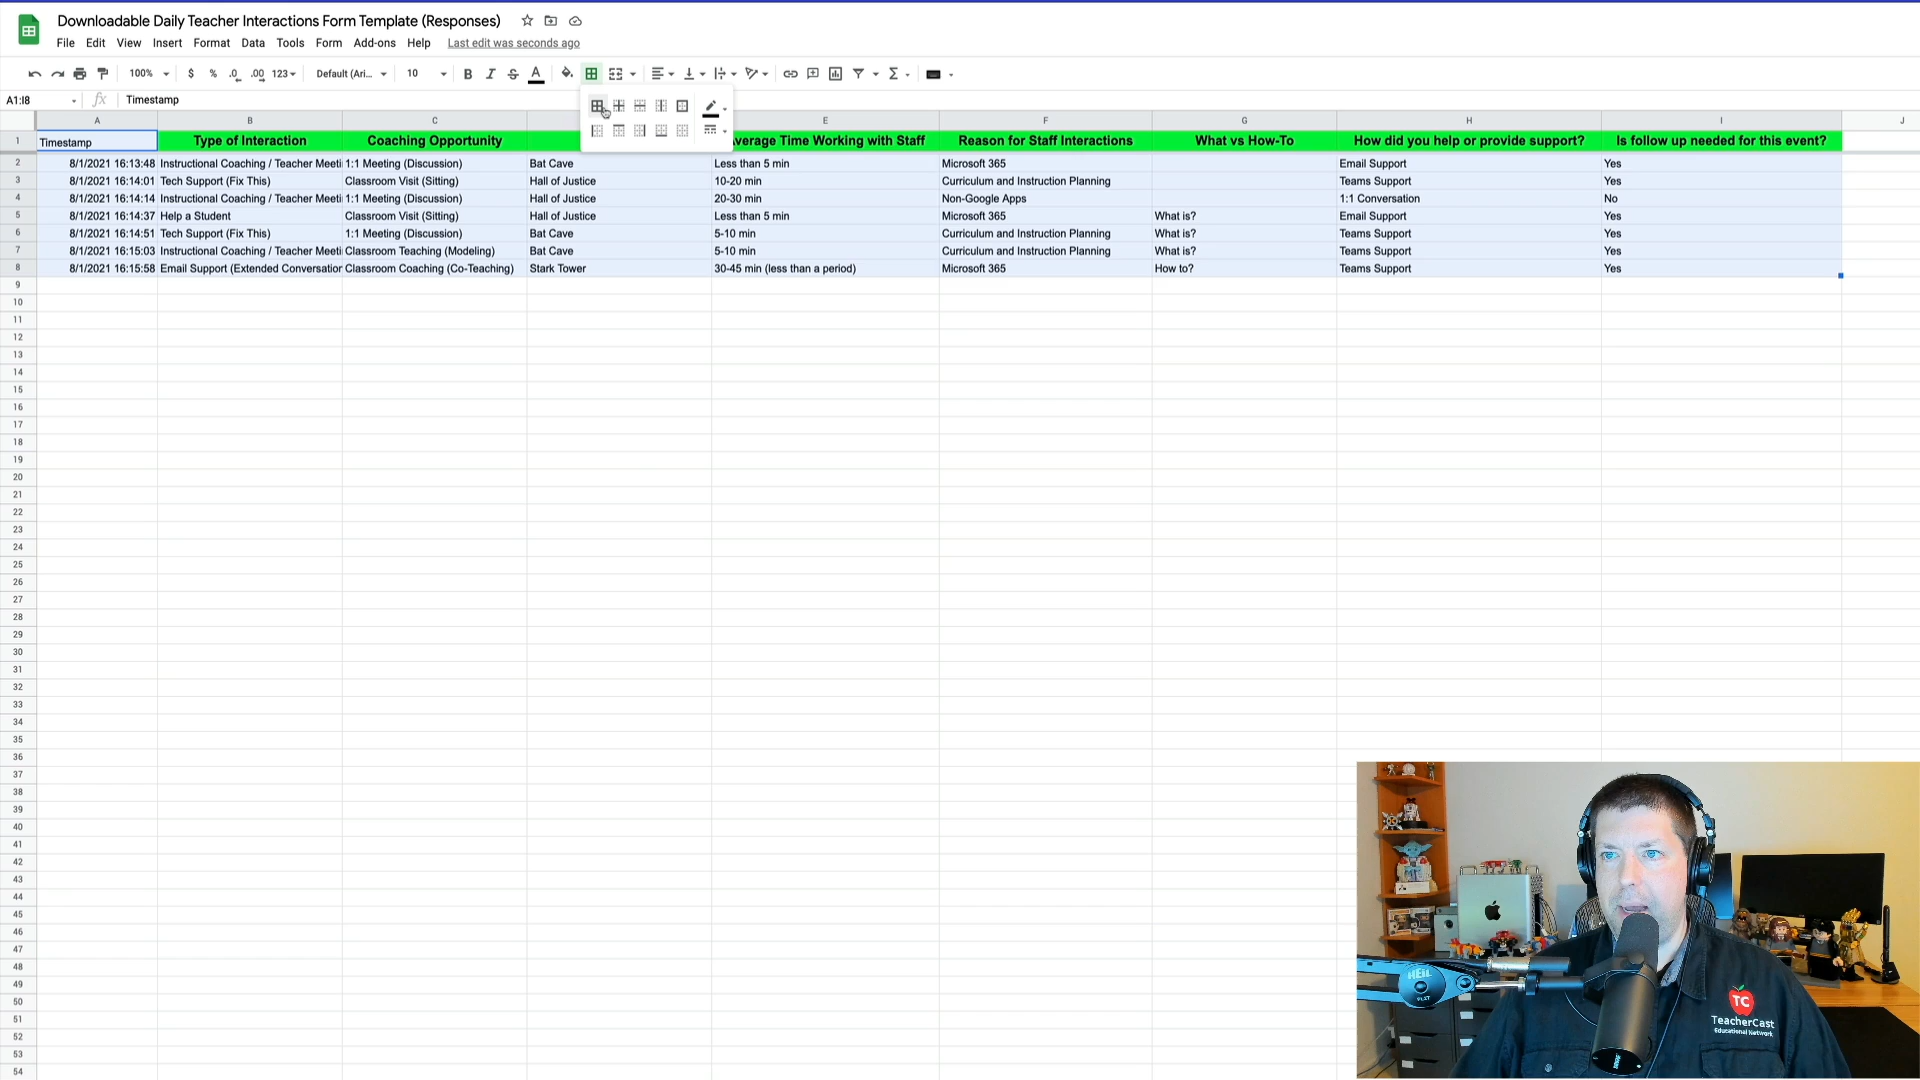 Downloadable Daily Teacher Interactions Form Template (Responses)
File Edit View Insert Format Data Tools Form Add-ons Help Last edit was seconds ago
100% $ % .0 .00 123 Default (Ari... 10 B I S A
A1:I8 fx Timestamp
A B C E F G H I J
1 Timestamp Type of Interaction Coaching Opportunity verage Time Working with Staff Reason for Staff Interactions What vs How-To How did you help or provide support? Is follow up needed for this event?
2 8/1/2021 16:13:48 Instructional Coaching / Teacher Meeti 1:1 Meeting (Discussion) Bat Cave Less than 5 min Microsoft 365 Email Support Yes
3 8/1/2021 16:14:01 Tech Support (Fix This) Classroom Visit (Sitting) Hall of Justice 10-20 min Curriculum and Instruction Planning Teams Support Yes
4 8/1/2021 16:14:14 Instructional Coaching / Teacher Meeti 1:1 Meeting (Discussion) Hall of Justice 20-30 min Non-Google Apps 1:1 Conversation No
5 8/1/2021 16:14:37 Help a Student Classroom Visit (Sitting) Hall of Justice Less than 5 min Microsoft 365 What is? Email Support Yes
6 8/1/2021 16:14:51 Tech Support (Fix This) 1:1 Meeting (Discussion) Bat Cave 5-10 min Curriculum and Instruction Planning What is? Teams Support Yes
7 8/1/2021 16:15:03 Instructional Coaching / Teacher Meeti Classroom Teaching (Modeling) Bat Cave 5-10 min Curriculum and Instruction Planning What is? Teams Support Yes
8 8/1/2021 16:15:58 Email Support (Extended Conversation Classroom Coaching (Co-Teaching) Stark Tower 30-45 min (less than a period) Microsoft 365 How to? Teams Support Yes
9
10
11
12
13
14
15
16
17
18
19
20
21
22
23
24
25
26
27
28
29
30
31
32
33
34
35
36
37
38
39
40
41
42
43
44
45
46
47
48
49
50
51
52
53
54
HEIL
PL2T
TC
TeacherCast
Educational Network